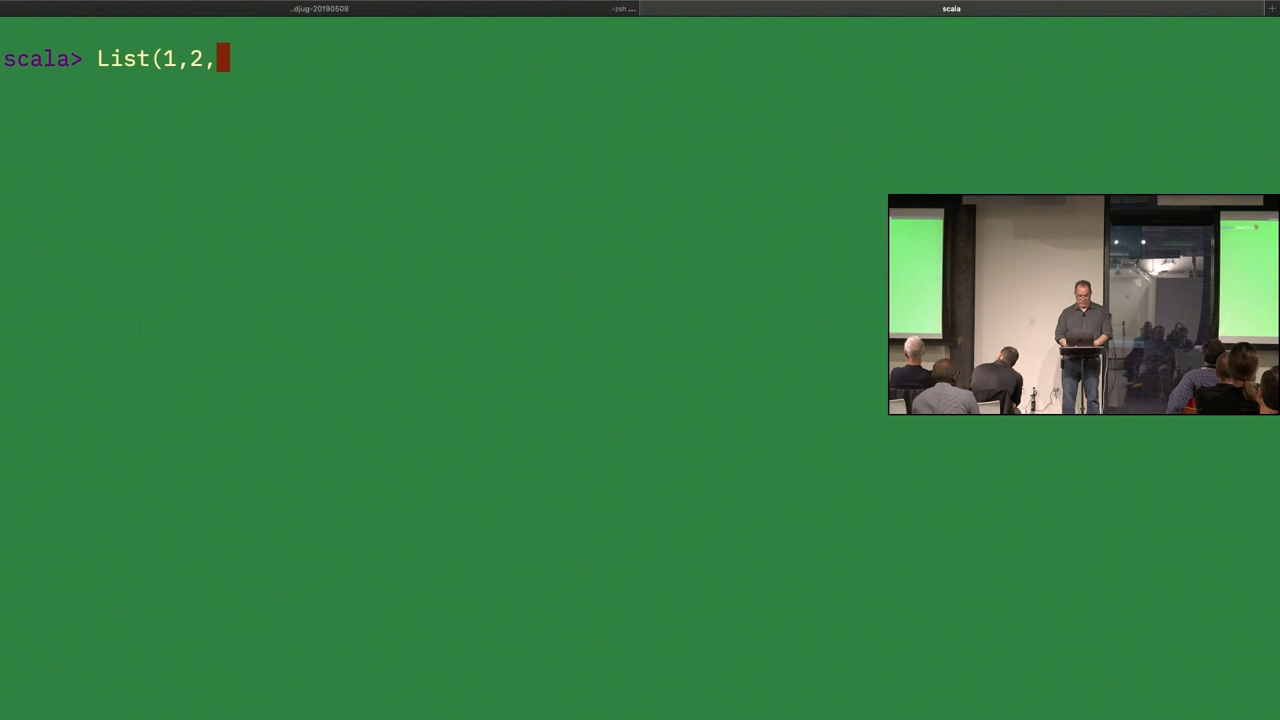 ..djug-20190508
-zsh ...
scala
scala> List(1,2,